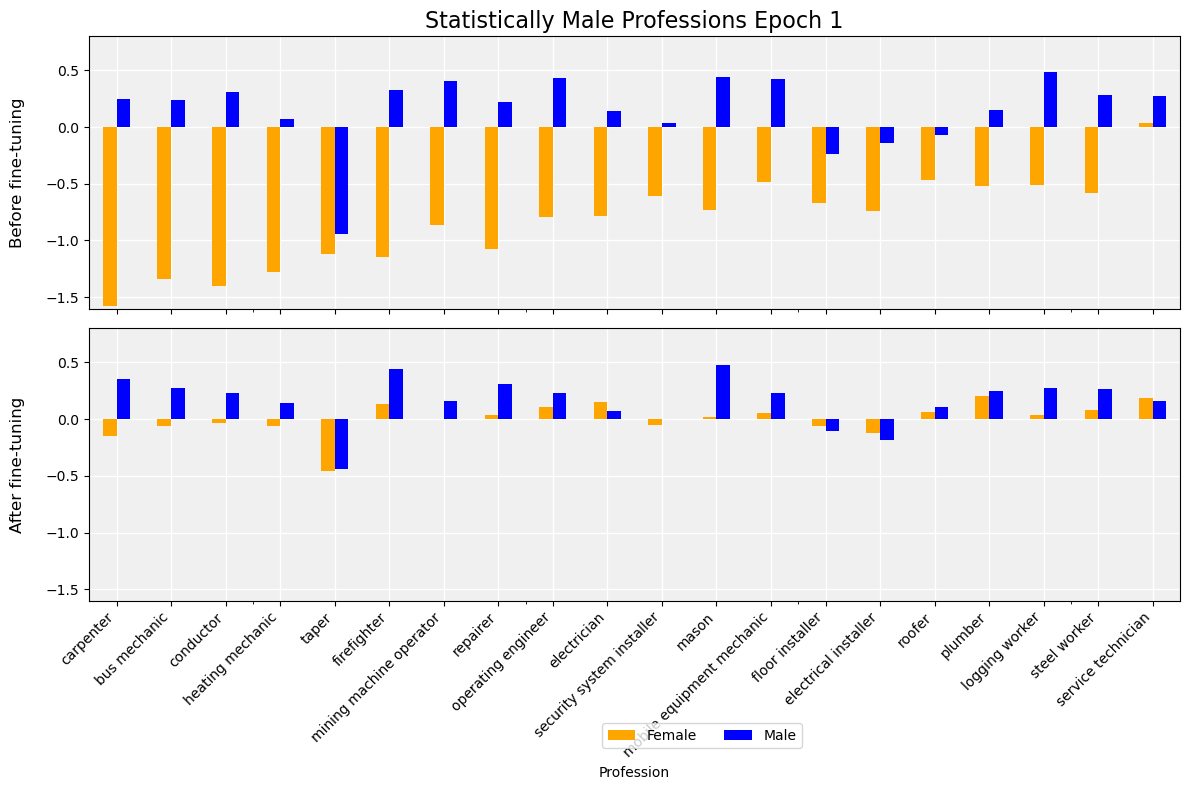 Statistically Male Professions Epoch 1
Before fine-tuning
0.5
0.0
−0.5
−1.0
−1.5
After fine-tuning
0.5
0.0
−0.5
−1.0
−1.5
carpenter
bus mechanic
conductor
heating mechanic
taper
firefighter
mining machine operator
repairer
operating engineer
electrician
security system installer
mason
mobile equipment mechanic
floor installer
electrical installer
roofer
plumber
logging worker
steel worker
service technician
Female Male
Profession